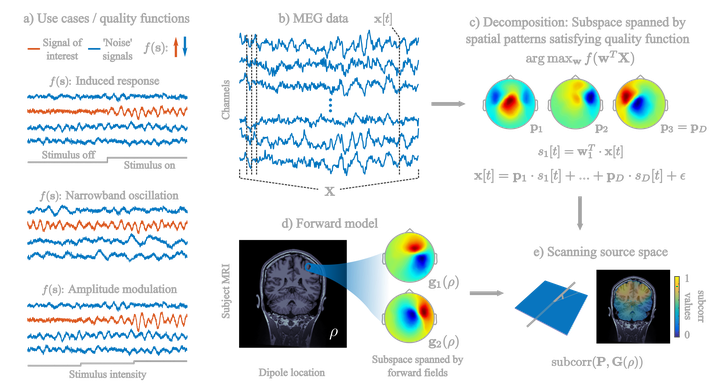 a) Use cases / quality functions
Signal of interest
'Noise' signals
f(s):
f(s): Induced response
Stimulus off
Stimulus on
f(s): Narrowband oscillation
f(s): Amplitude modulation
Stimulus intensity
b) MEG data
x[t]
Channels
X
c) Decomposition: Subspace spanned by
spatial patterns satisfying quality function
arg max_w f(w^T X)
p₁
p₂
p₃ = p_D
s₁[t] = w₁^T · x[t]
x[t] = p₁ · s₁[t] + ... + p_D · s_D[t] + ϵ
d) Forward model
Subject MRI
ρ
g₁(ρ)
g₂(ρ)
Dipole location
Subspace spanned by
forward fields
e) Scanning source space
1
0
subcorr
values
subcorr(P, G(ρ))